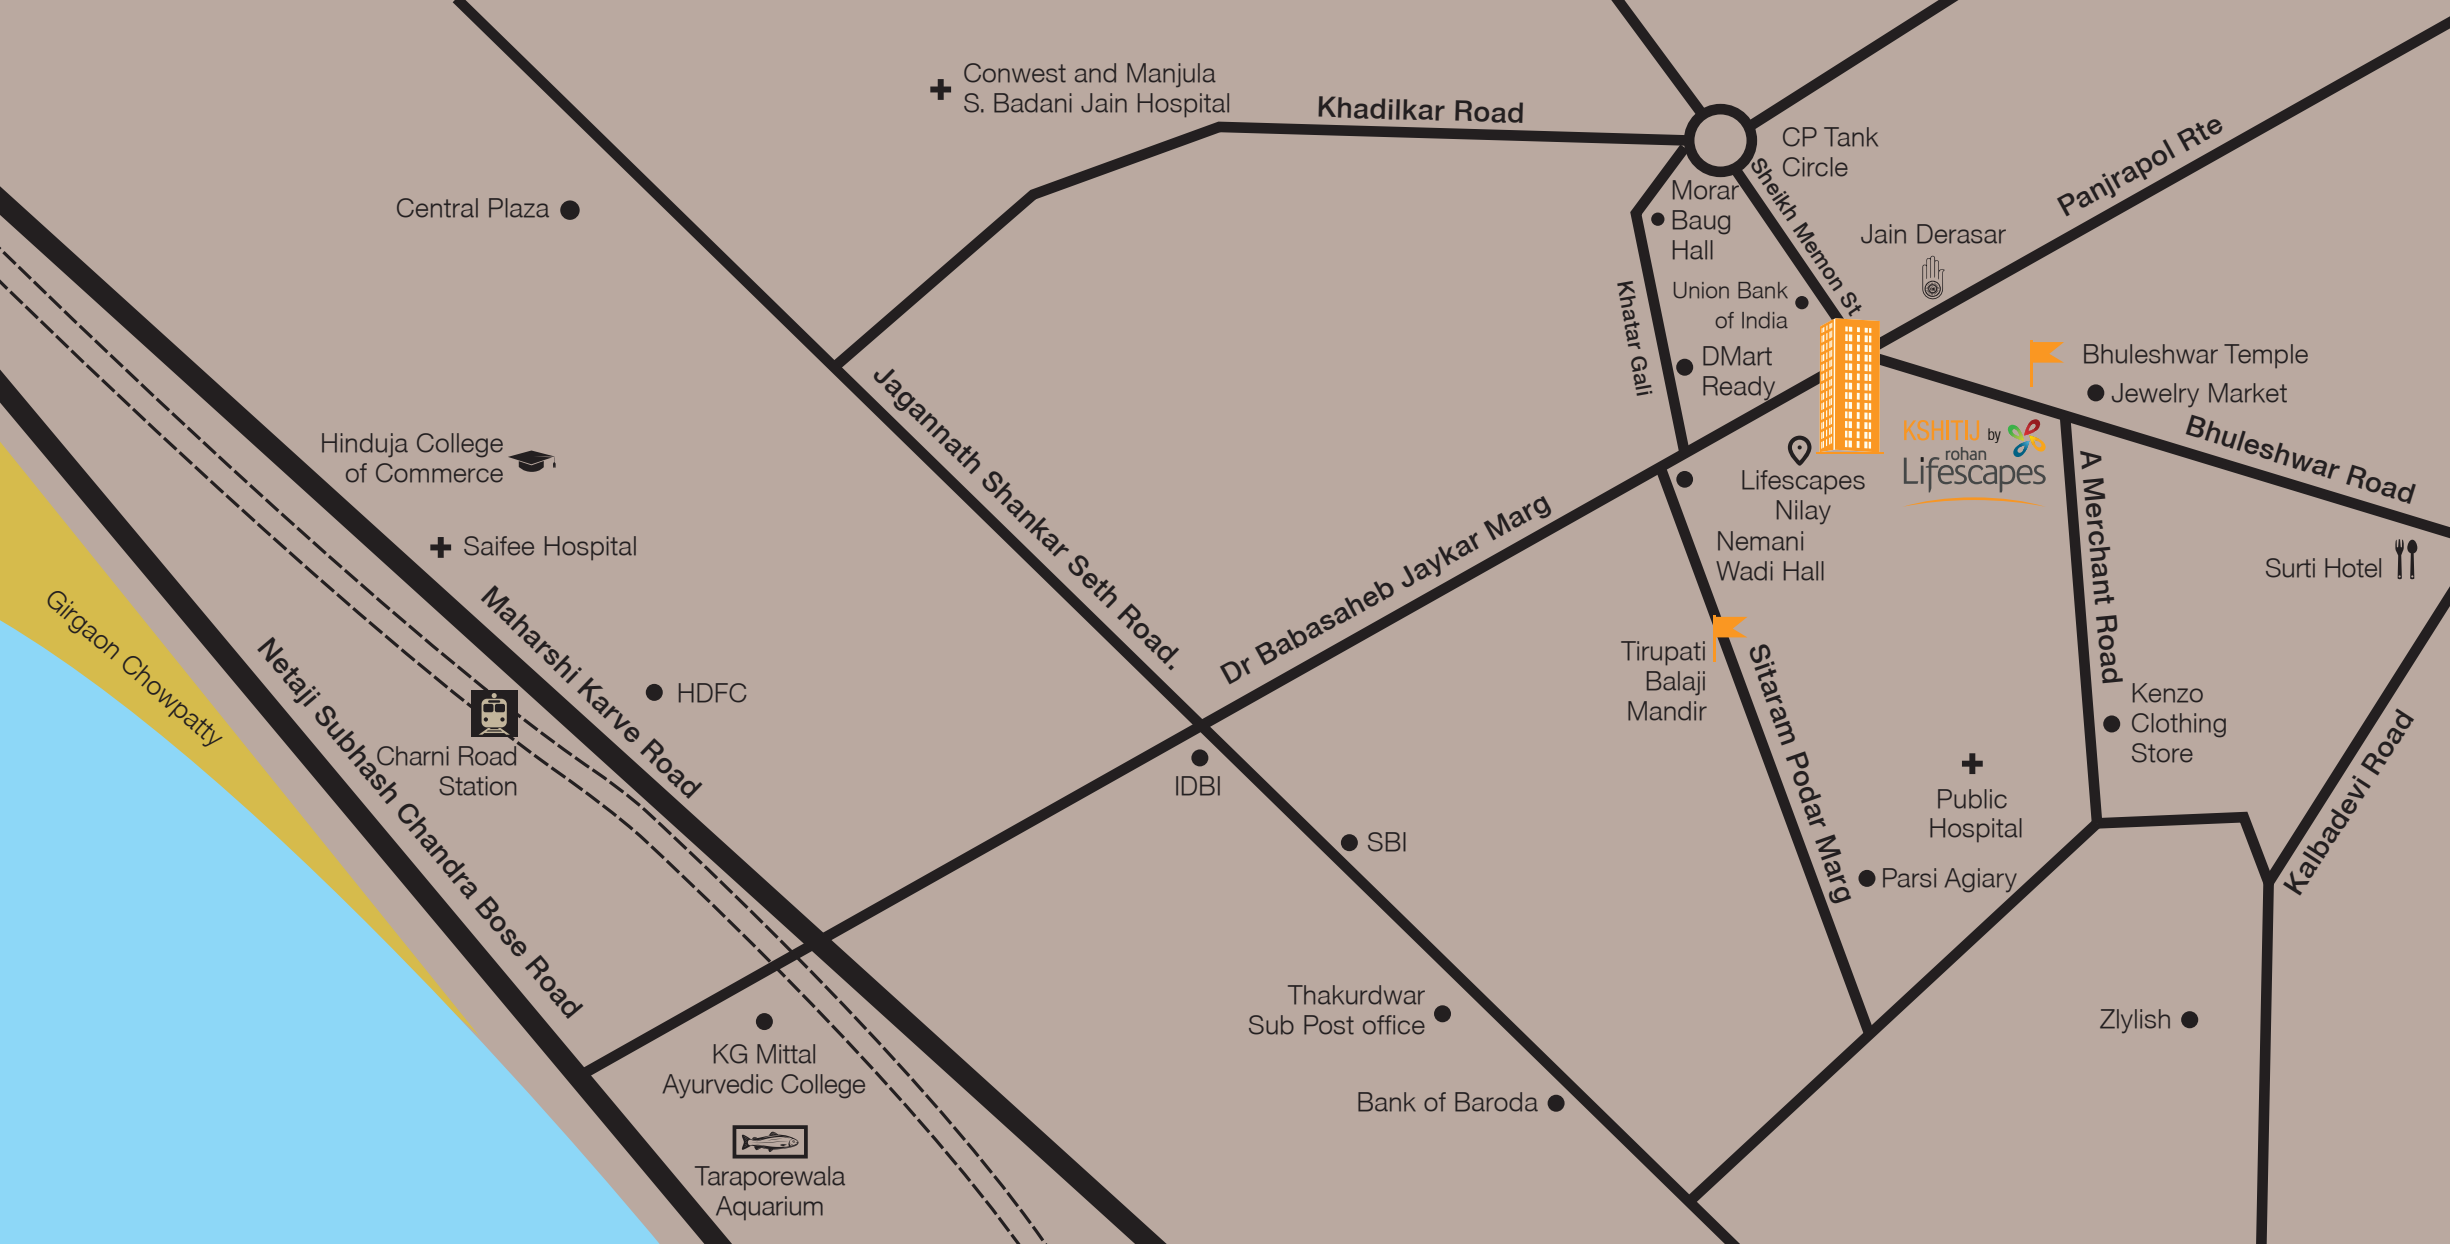 Conwest and Manjula
S. Badani Jain Hospital
Khadilkar Road
CP Tank
Circle
Panjrapol Rte
Central Plaza
Morar
Baug
Hall
Sheikh Memon St
Jain Derasar
Khatar Gali
Union Bank
of India
DMart
Ready
Bhuleshwar Temple
Jewelry Market
Bhuleshwar Road
KSHITIJ by
rohan
Lifescapes
Jagannath Shankar Seth Road.
Hinduja College
of Commerce
Lifescapes
Nilay
Nemani
Wadi Hall
A Merchant Road
Surti Hotel
Saifee Hospital
Dr Babasaheb Jaykar Marg
Girgaon Chowpatty
Maharshi Karve Road
Netaji Subhash Chandra Bose Road
HDFC
Charni Road
Station
Tirupati
Balaji
Mandir
Sitaram Podar Marg
Kenzo
Clothing
Store
Kalbadevi Road
IDBI
SBI
Public
Hospital
Parsi Agiary
Thakurdwar
Sub Post office
Zlylish
KG Mittal
Ayurvedic College
Bank of Baroda
Taraporewala
Aquarium